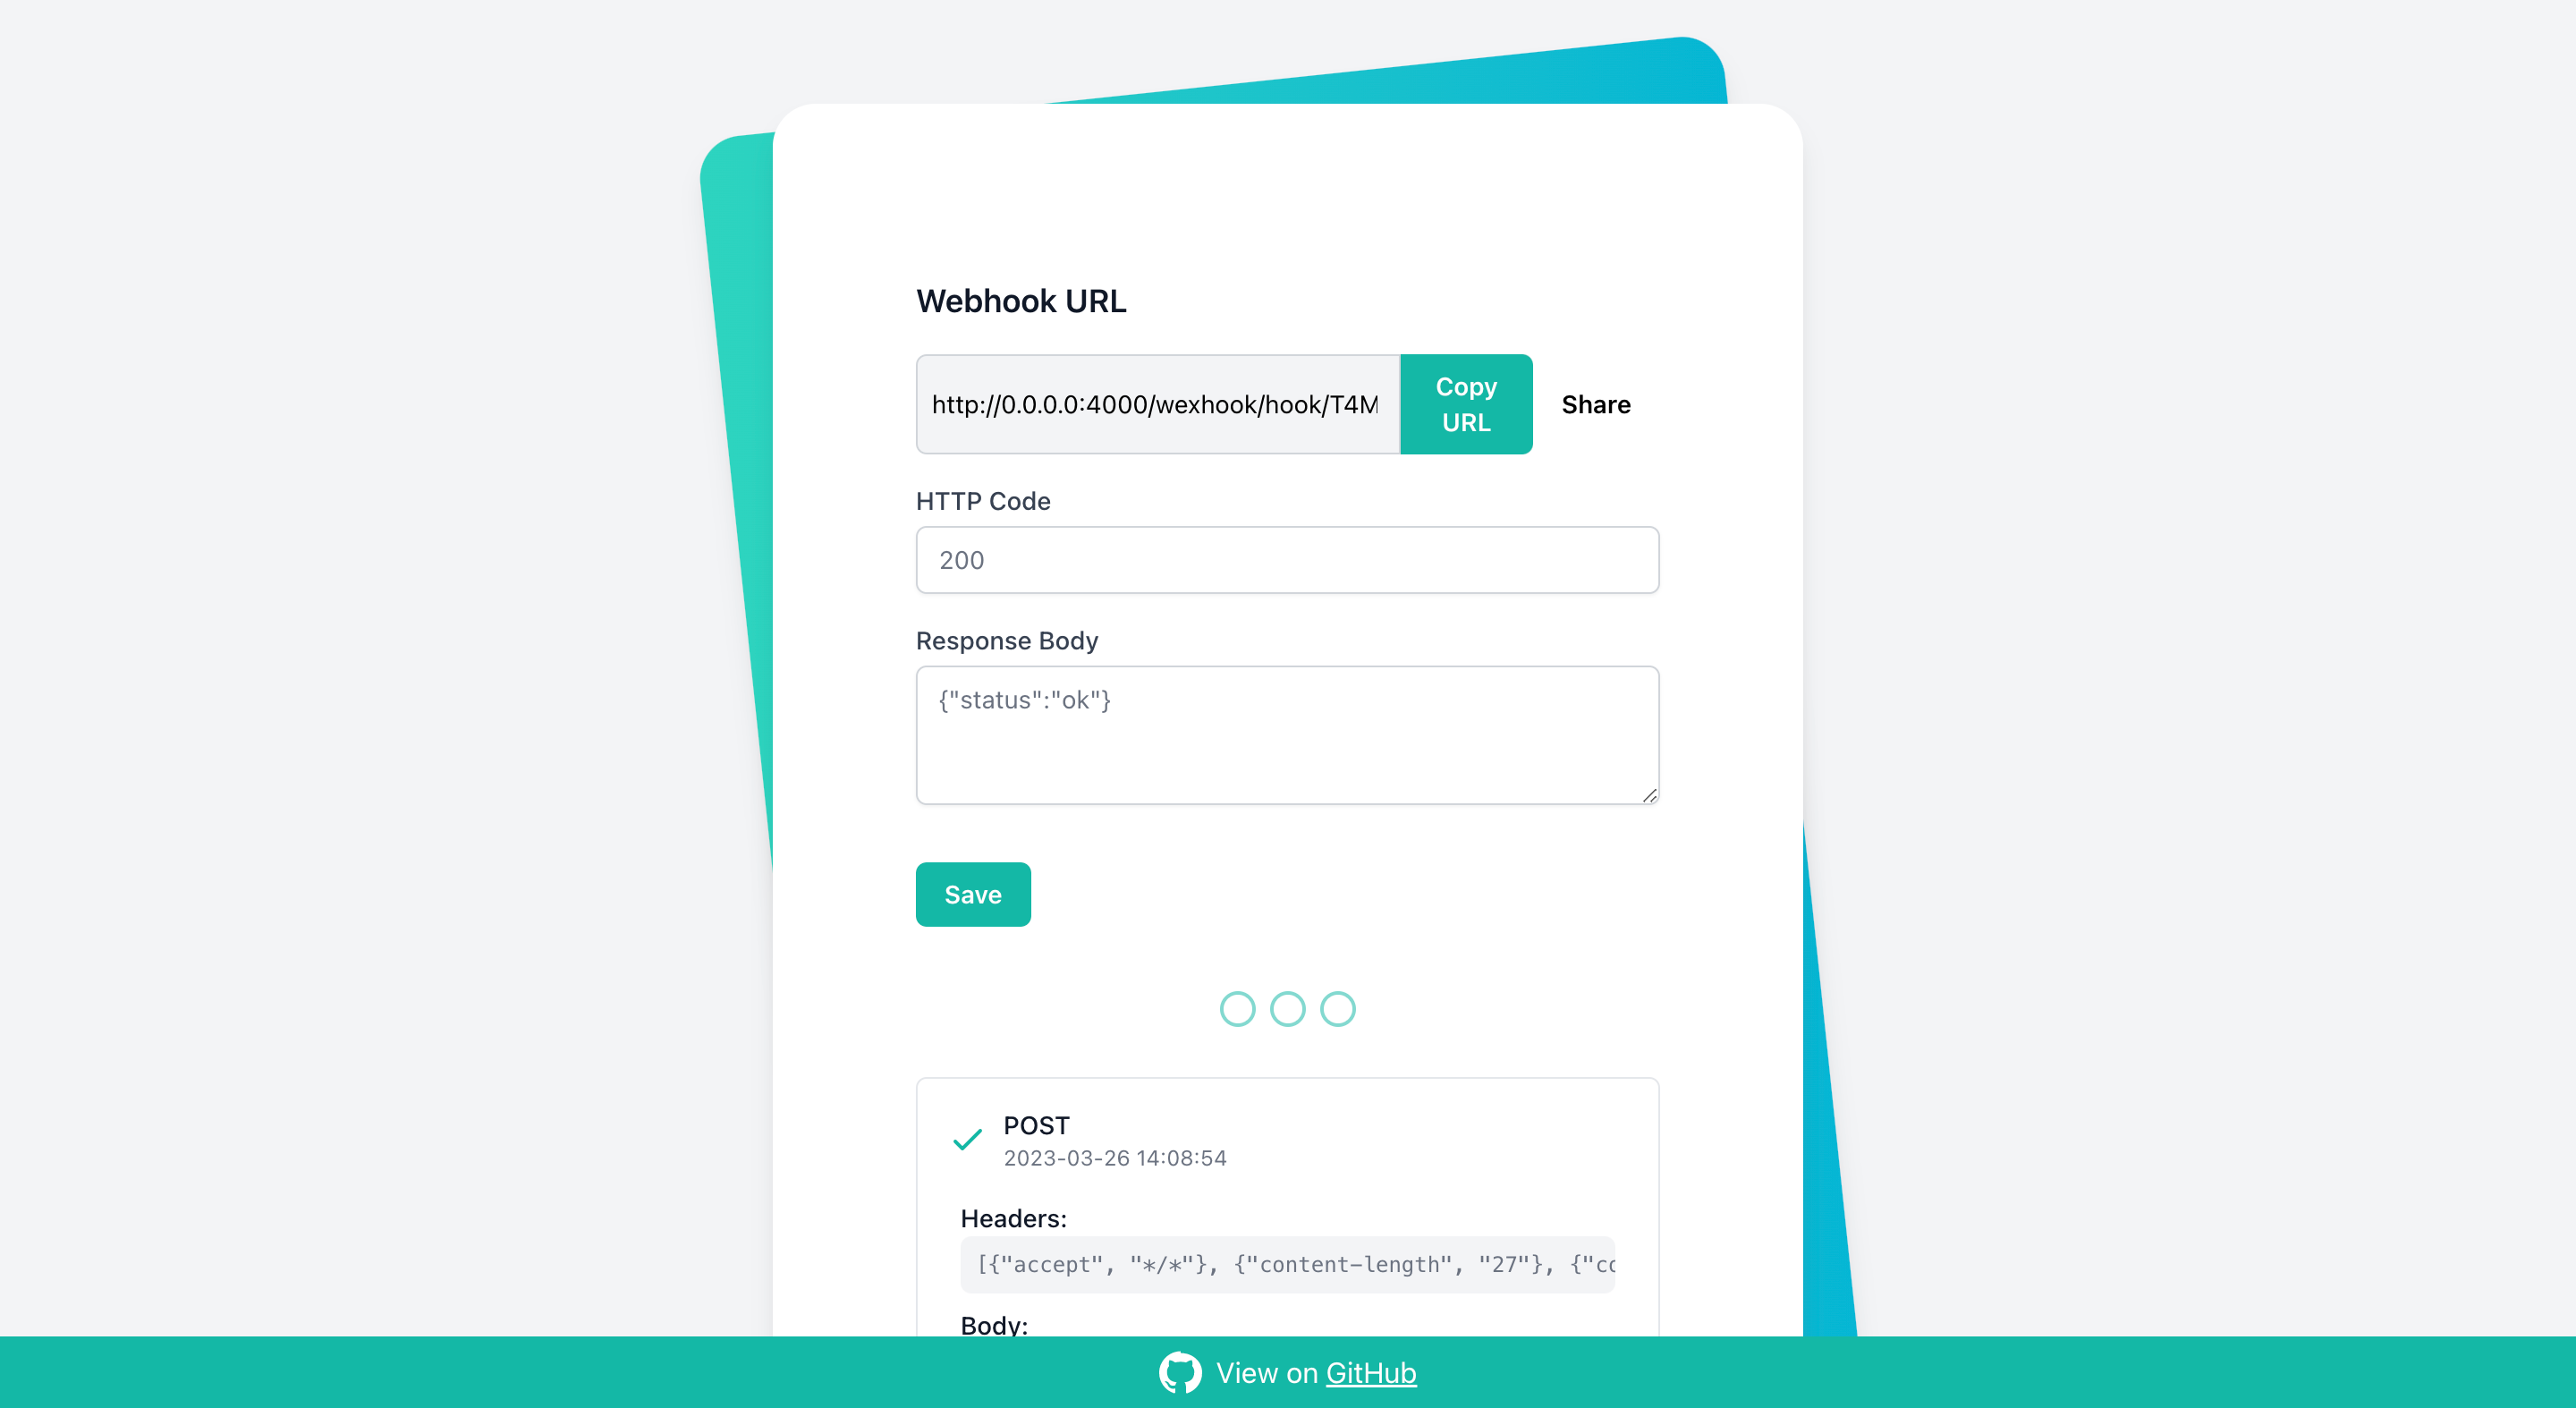 Webhook URL
http://0.0.0.0:4000/wexhook/hook/T4M
Copy
URL
Share
HTTP Code
200
Response Body
{"status":"ok"}
Save
POST
2023-03-26 14:08:54
Headers:
[{"accept", "*/*"}, {"content-length", "27"}, {"co
Body:
View on GitHub